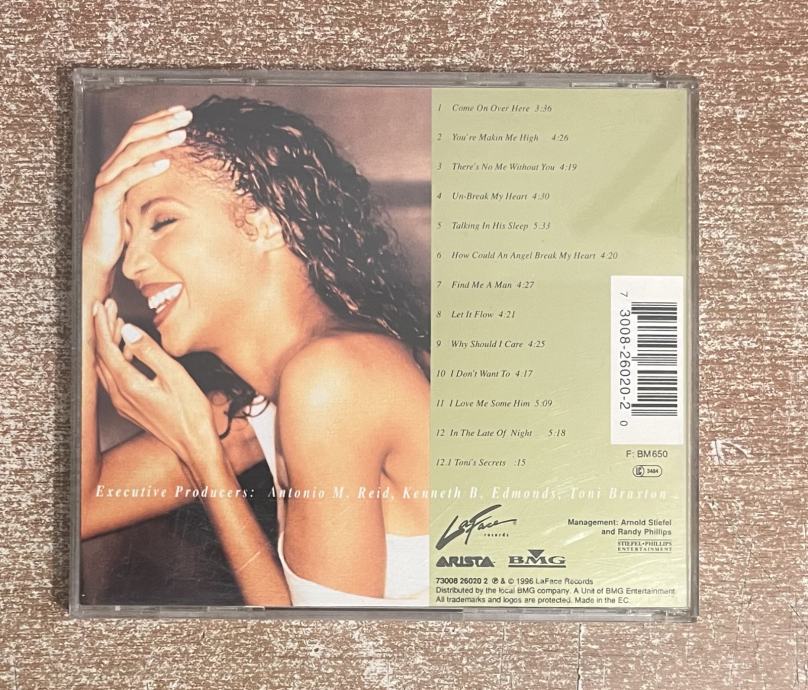 1 Come On Over Here 3:36
2 You're Makin Me High 4:26
3 There's No Me Without You 4:19
4 Un-Break My Heart 4:30
5 Talking In His Sleep 5:33
6 How Could An Angel Break My Heart 4:20
7 Find Me A Man 4:27
8 Let It Flow 4:21
9 Why Should I Care 4:25
10 I Don't Want To 4:17
11 I Love Me Some Him 5:09
12 In The Late Of Night 5:18
12.1 Toni's Secrets :15
7 3008-26020-2 0
F: BM650
LC 3484
Executive Producers: Antonio M. Reid, Kenneth B. Edmonds, Toni Braxton
LaFace
records
ARISTA BMG
Management: Arnold Stiefel
and Randy Phillips
STIEFEL•PHILLIPS
ENTERTAINMENT
73008 26020 2 ℗ & © 1996 LaFace Records
Distributed by the local BMG company. A Unit of BMG Entertainment.
All trademarks and logos are protected. Made in the EC.